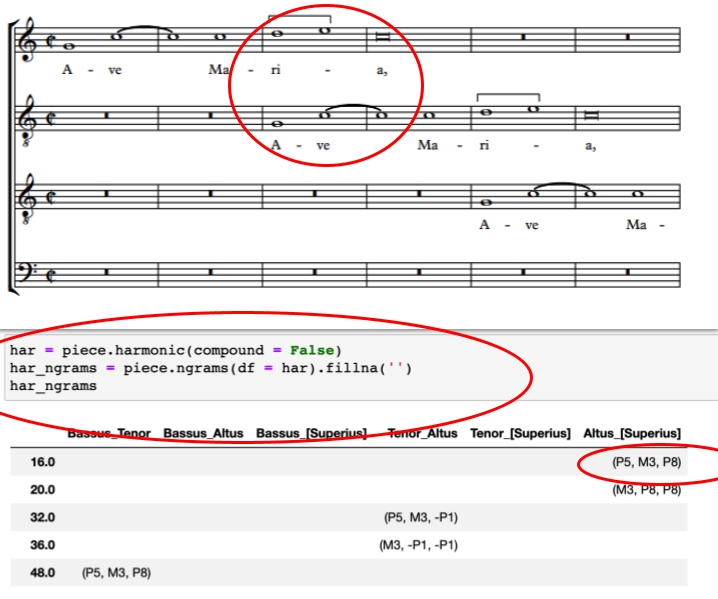 A - ve Ma - ri - a,
8
A - ve Ma - ri - a,
8
A - ve Ma -
har = piece.harmonic(compound = False)
har_ngrams = piece.ngrams(df = har).fillna('')
har_ngrams
Bassus_Tenor Bassus_Altus Bassus_[Superius] Tenor_Altus Tenor_[Superius] Altus_[Superius]
16.0 (P5, M3, P8)
20.0 (M3, P8, P8)
32.0 (P5, M3, -P1)
36.0 (M3, -P1, -P1)
48.0 (P5, M3, P8)